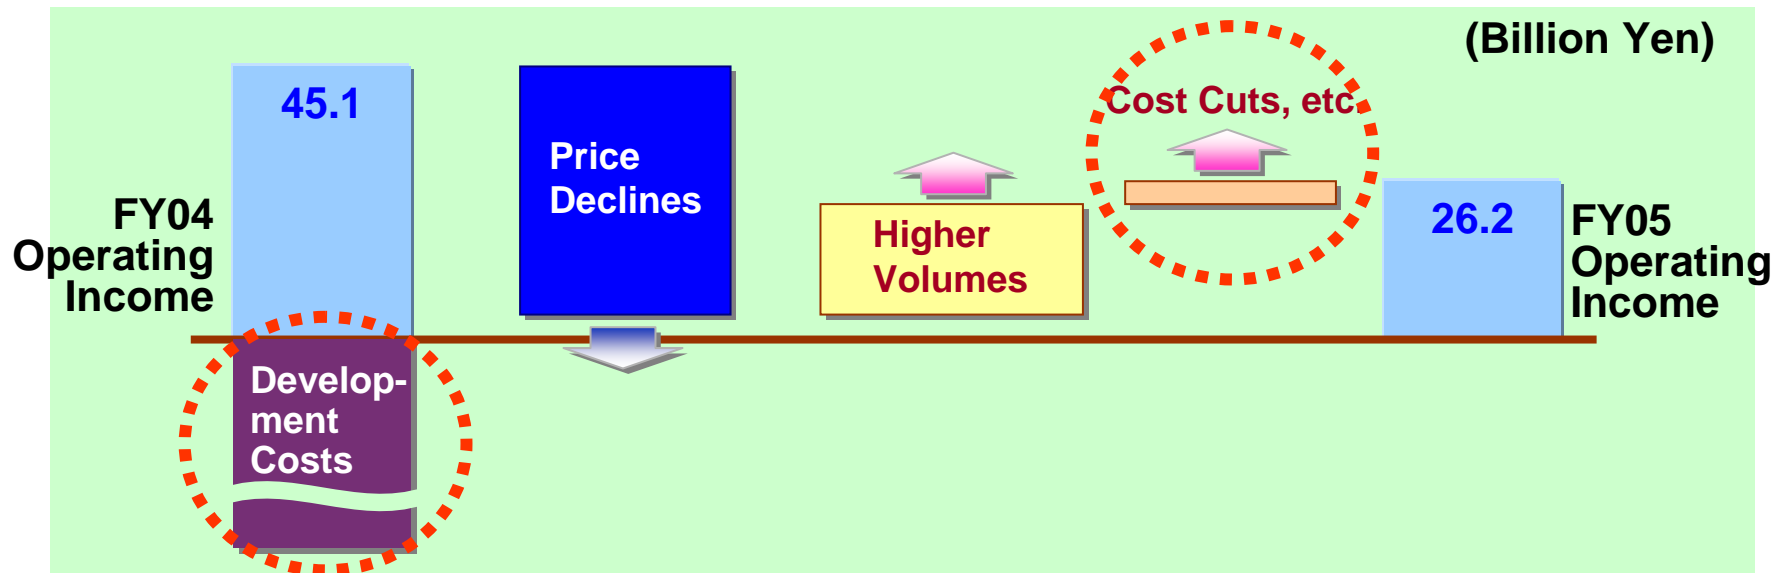 (Billion Yen)
45.1
FY04
Operating
Income
Develop-
ment
Costs
Price
Declines
Higher
Volumes
Cost Cuts, etc.
26.2
FY05
Operating
Income